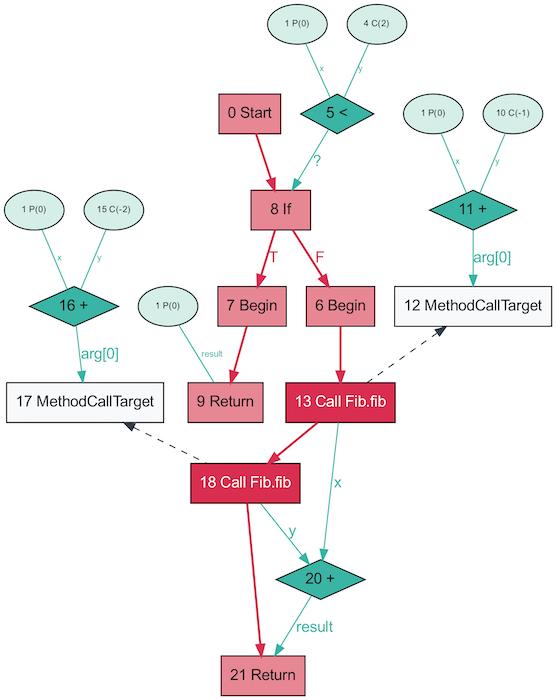 1 P(0)
4 C(2)
x
y
0 Start
5 <
1 P(0)
10 C(-1)
?
x
y
8 If
11 +
1 P(0)
15 C(-2)
x
y
T
F
arg[0]
16 +
1 P(0)
7 Begin
6 Begin
12 MethodCallTarget
arg[0]
result
17 MethodCallTarget
9 Return
13 Call Fib.fib
18 Call Fib.fib
x
y
20 +
result
21 Return